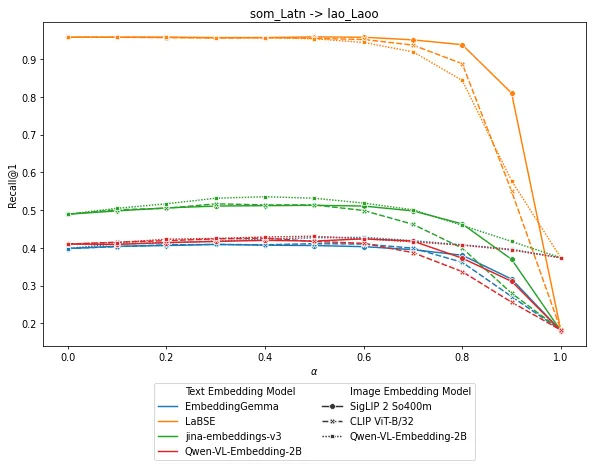 som_Latn -> lao_Laoo
Recall@1
0.9
0.8
0.7
0.6
0.5
0.4
0.3
0.2
0.0
0.2
0.4
0.6
0.8
1.0
α
Text Embedding Model
EmbeddingGemma
LaBSE
jina-embeddings-v3
Qwen-VL-Embedding-2B
Image Embedding Model
SigLIP 2 So400m
CLIP ViT-B/32
Qwen-VL-Embedding-2B